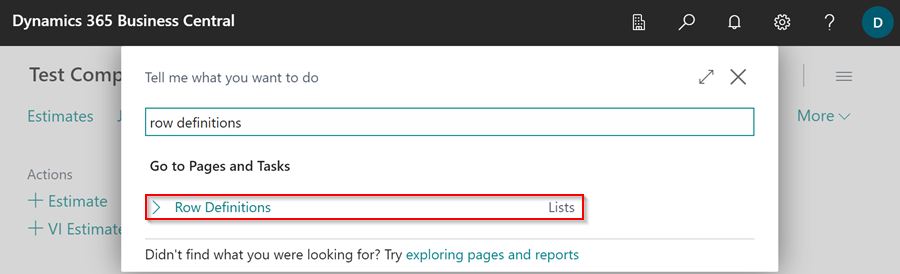 Dynamics 365 Business Central
D
Test Comp
Tell me what you want to do
row definitions
Estimates
More
Go to Pages and Tasks
Actions
+ Estimate
Row Definitions Lists
+ VI Estimate
Didn't find what you were looking for? Try exploring pages and reports